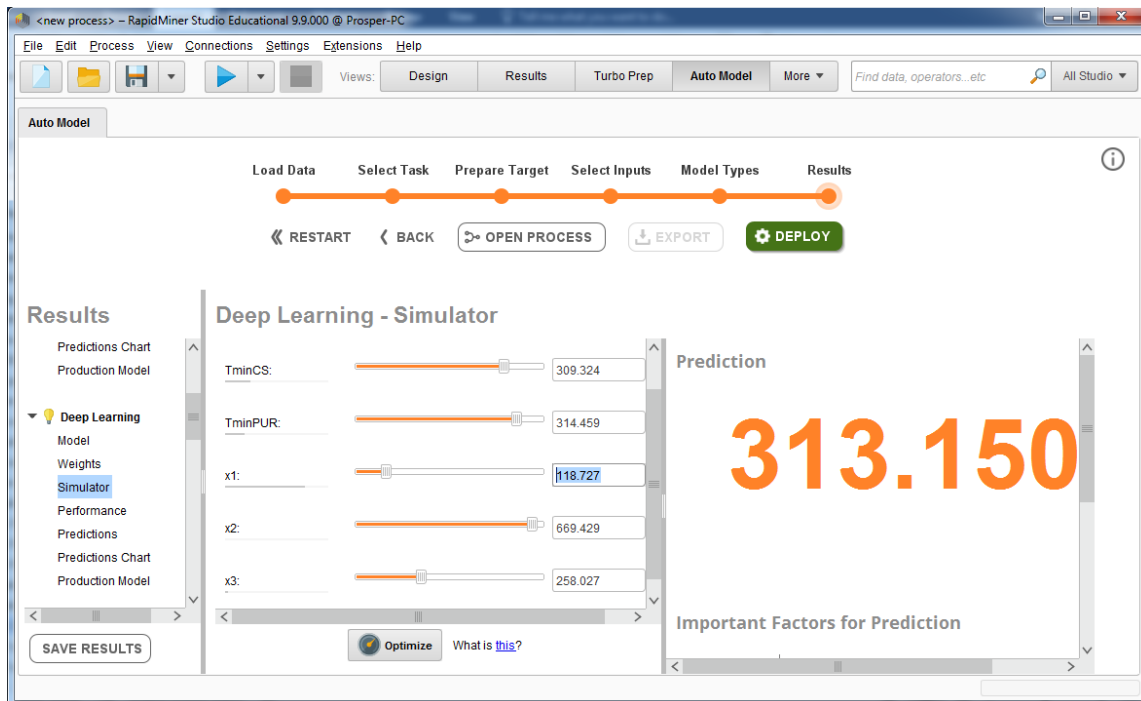 <new process> – RapidMiner Studio Educational 9.9.000 @ Prosper-PC
File Edit Process View Connections Settings Extensions Help
Views: Design Results Turbo Prep Auto Model More Find data, operators...etc All Studio
Auto Model
Load Data Select Task Prepare Target Select Inputs Model Types Results
RESTART BACK OPEN PROCESS EXPORT DEPLOY
Results
Predictions Chart
Production Model
Deep Learning
Model
Weights
Simulator
Performance
Predictions
Predictions Chart
Production Model
SAVE RESULTS
Deep Learning - Simulator
TminCS: 309.324
TminPUR: 314.459
x1: 118.727
x2: 669.429
x3: 258.027
Optimize What is this?
Prediction
313.150
Important Factors for Prediction